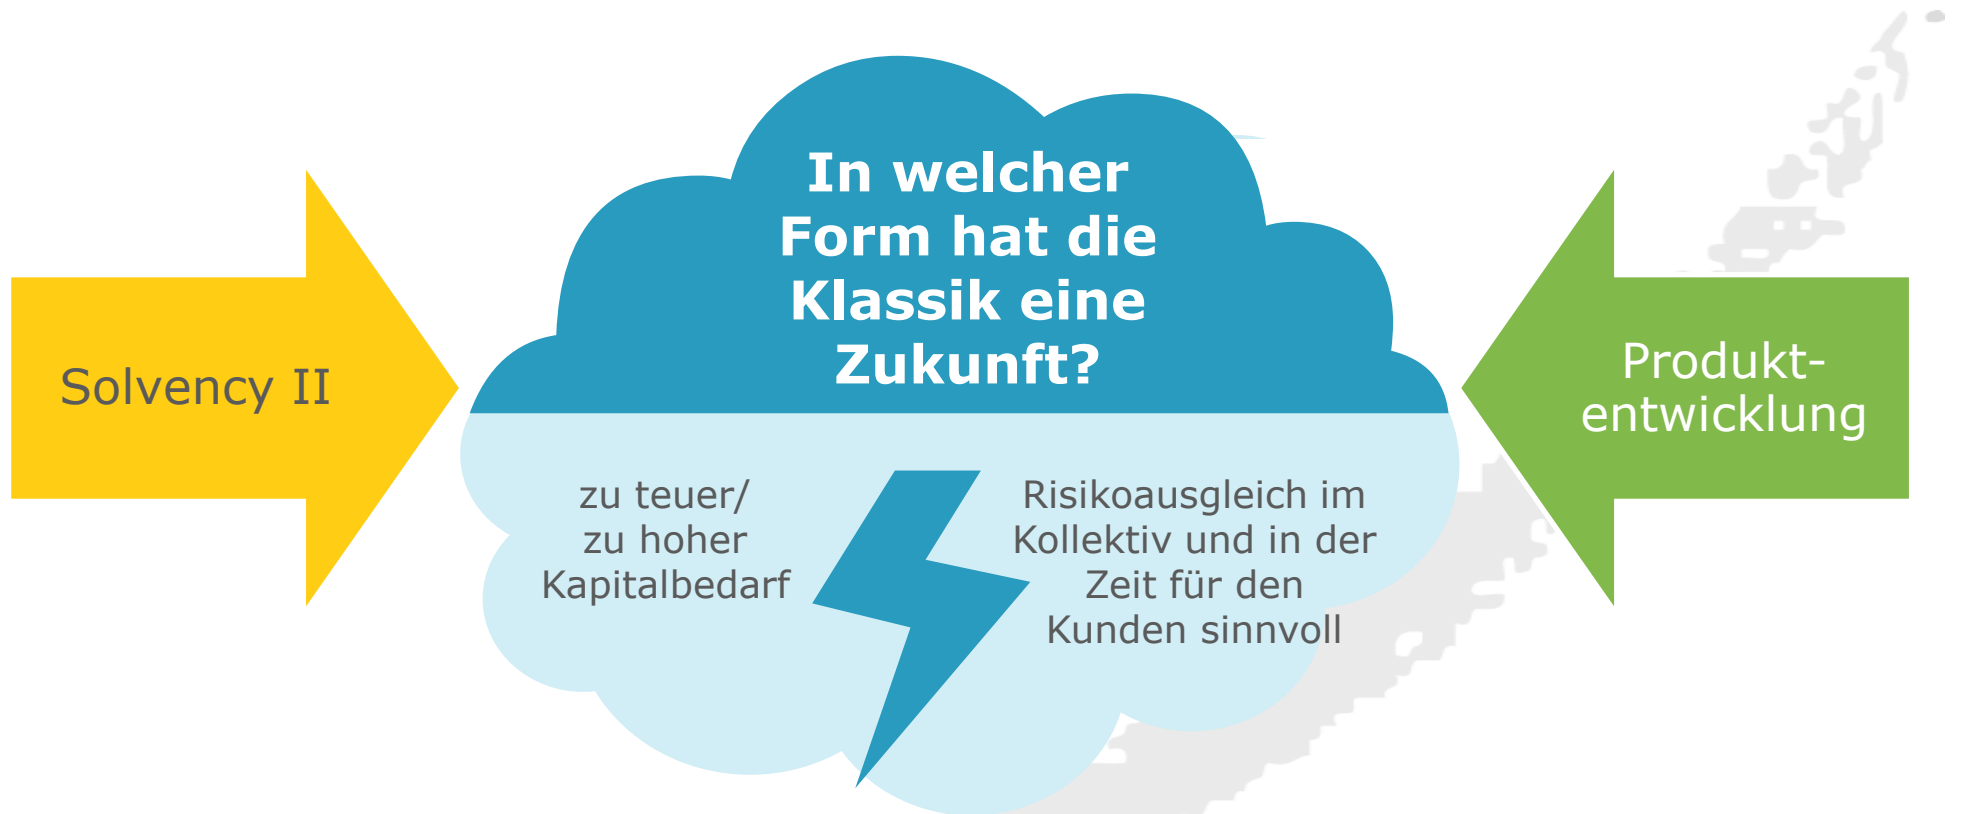 In welcher
Form hat die
Klassik eine
Zukunft?
Solvency II
Produkt-
entwicklung
zu teuer/
zu hoher
Kapitalbedarf
Risikoausgleich im
Kollektiv und in der
Zeit für den
Kunden sinnvoll